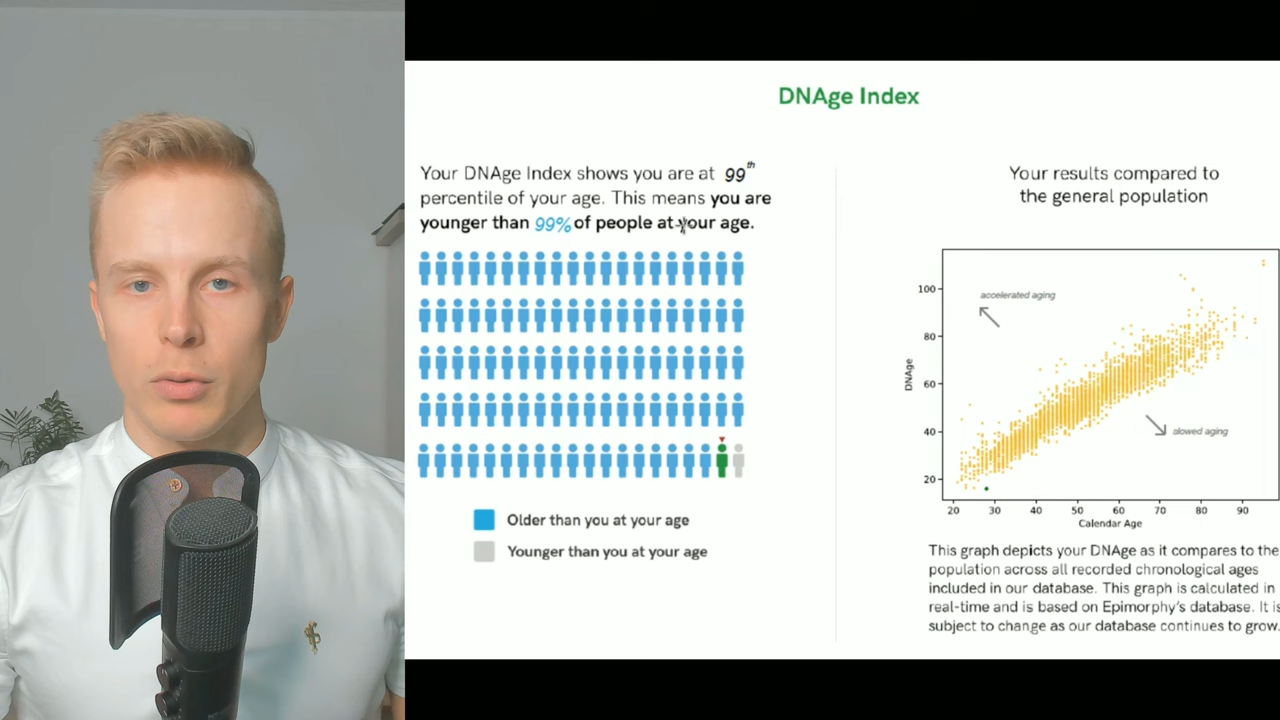 DNAge Index
Your DNAge Index shows you are at 99th
percentile of your age. This means you are
younger than 99% of people at your age.
Older than you at your age
Younger than you at your age
Your results compared to
the general population
accelerated aging
slowed aging
DNAge
100
80
60
40
20
20 30 40 50 60 70 80 90
Calendar Age
This graph depicts your DNAge as it compares to the
population across all recorded chronological ages
included in our database. This graph is calculated in
real-time and is based on Epimorphy's database. It is
subject to change as our database continues to grow.